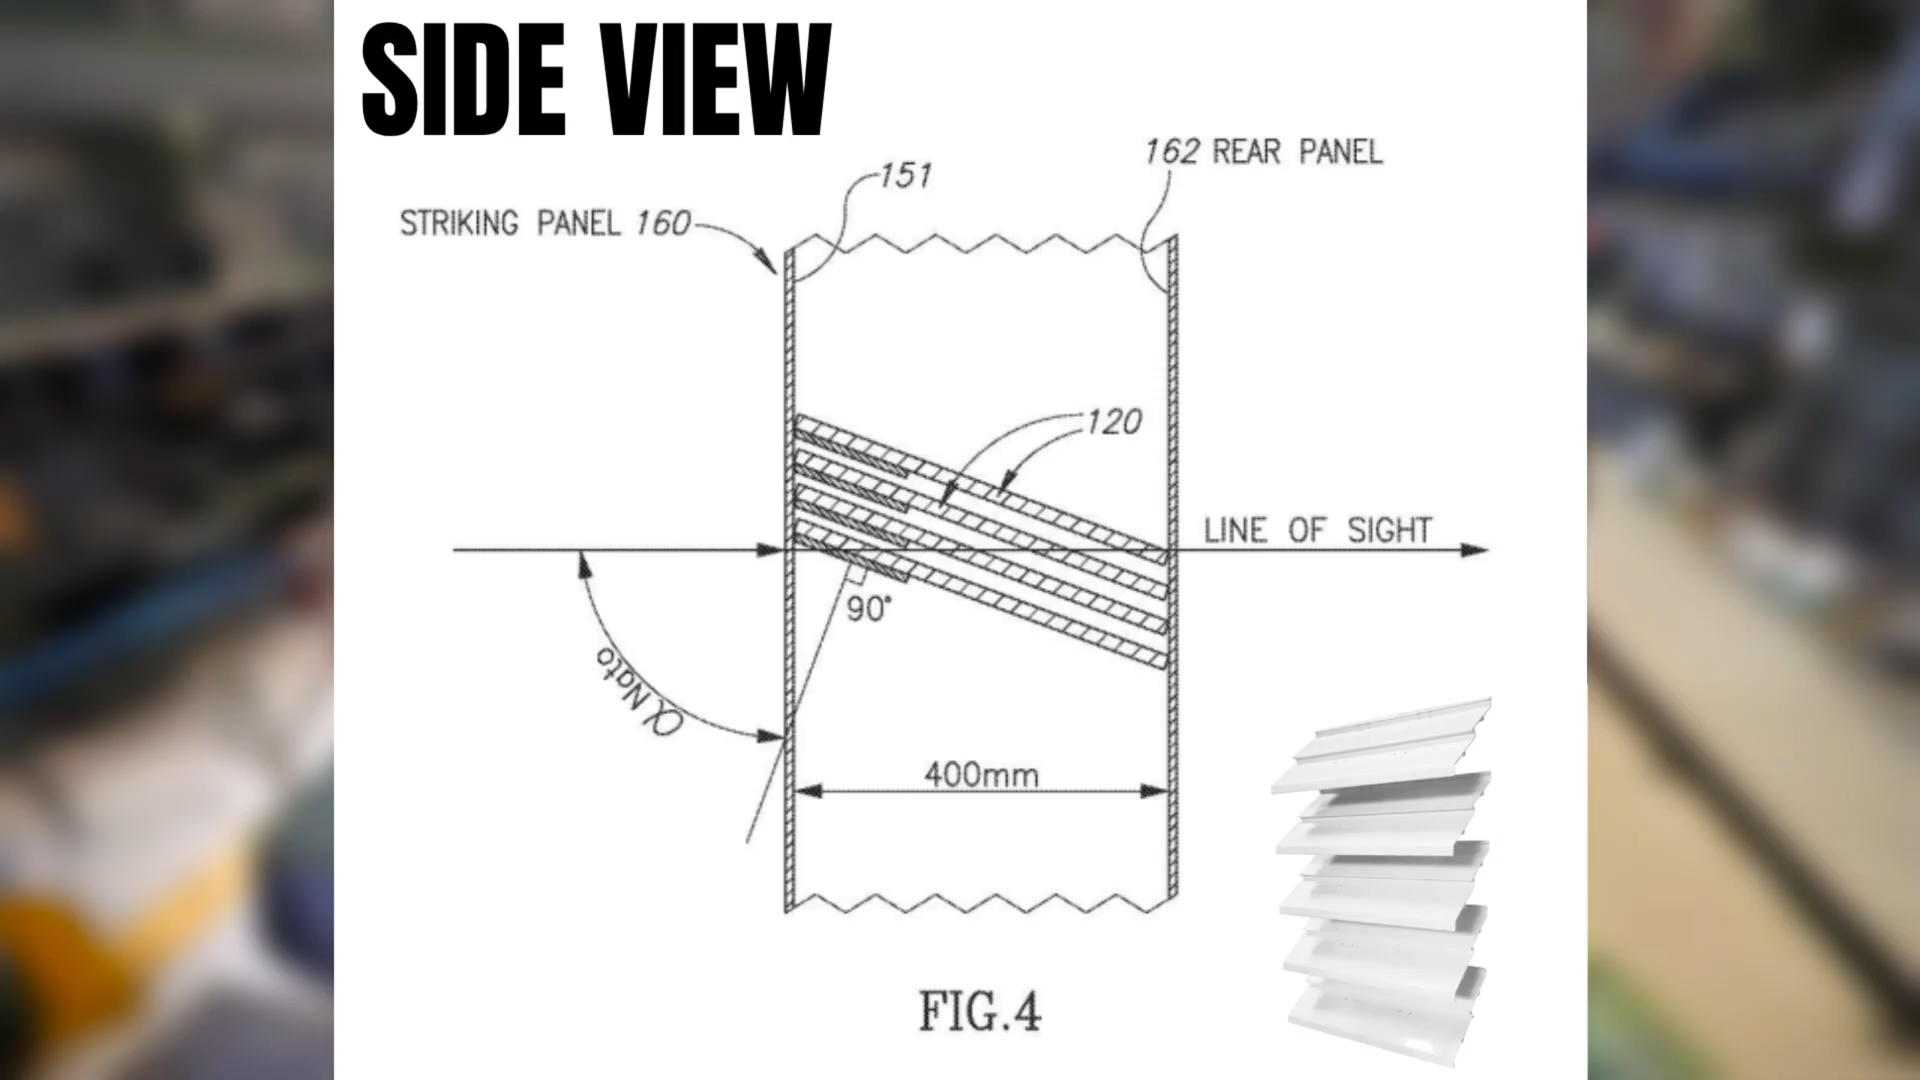 SIDE VIEW
162 REAR PANEL
151
STRIKING PANEL 160
120
LINE OF SIGHT
90°
α Nato
400mm
FIG.4